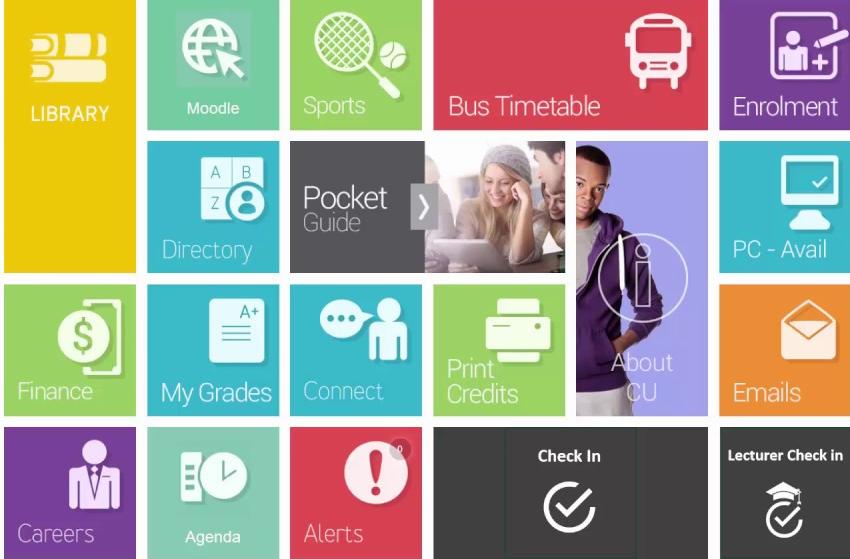 LIBRARY
Moodle
Sports
Bus Timetable
Enrolment
A B
Z
Directory
Pocket
Guide
PC - Avail
$
Finance
A+
My Grades
Connect
Print
Credits
i
About
CU
Emails
Careers
Agenda
!
0
Alerts
Check In
Lecturer Check in